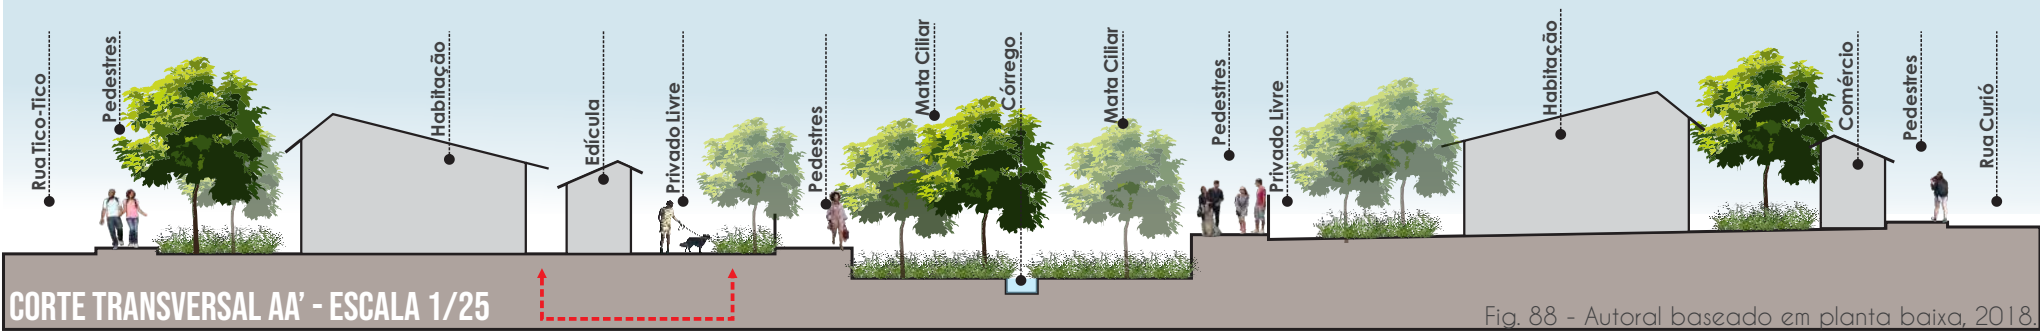 Rua Tico-Tico
Pedestres
Habitação
Edícula
Privado Livre
Pedestres
Mata Ciliar
Córrego
Mata Ciliar
Pedestres
Privado Livre
Habitação
Comércio
Pedestres
Rua Curió
CORTE TRANSVERSAL AA' - ESCALA 1/25
Fig. 88 - Autoral baseado em planta baixa, 2018.